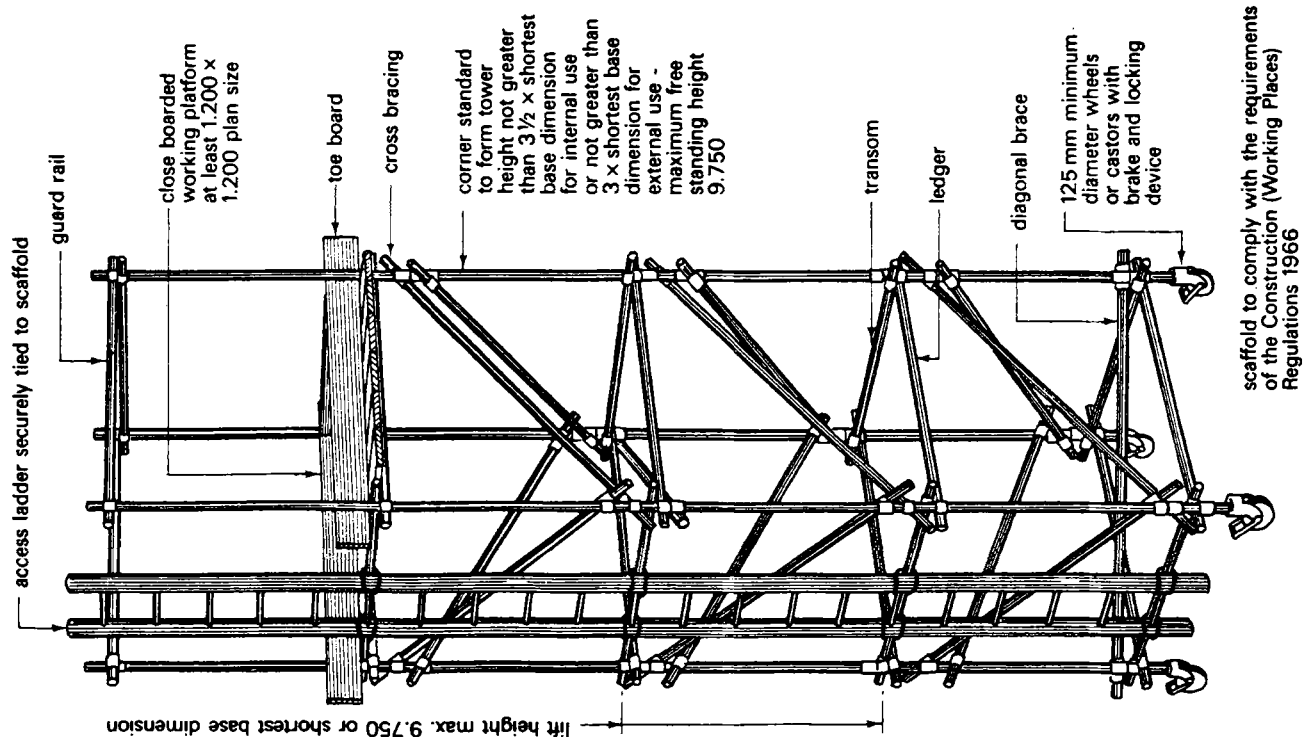 access ladder securely tied to scaffold
guard rail
close boarded
working platform
at least 1.200 ×
1.200 plan size
toe board
cross bracing
corner standard
to form tower
height not greater
than 3½ × shortest
base dimension
for internal use
or not greater than
3 × shortest base
dimension for
external use -
maximum free
standing height
9.750
transom
ledger
diagonal brace
125 mm minimum
diameter wheels
or castors with
brake and locking
device
lift height max. 9.750 or shortest base dimension
scaffold to comply with the requirements
of the Construction (Working Places)
Regulations 1966